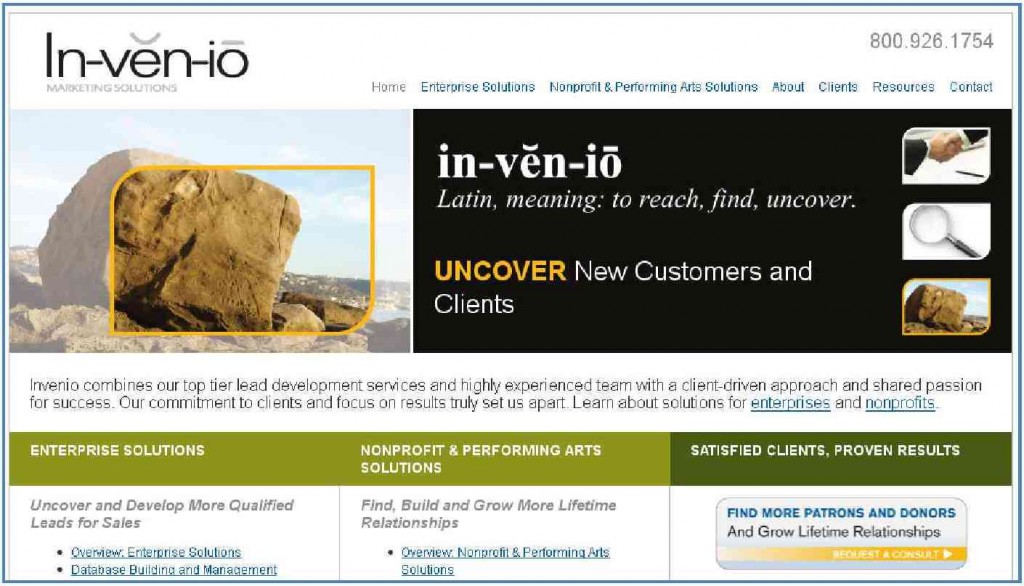 In-vĕn-iō
MARKETING SOLUTIONS
800.926.1754
Home Enterprise Solutions Nonprofit & Performing Arts Solutions About Clients Resources Contact
in-vĕn-iō
Latin, meaning: to reach, find, uncover.
UNCOVER New Customers and
Clients
Invenio combines our top tier lead development services and highly experienced team with a client-driven approach and shared passion
for success. Our commitment to clients and focus on results truly set us apart. Learn about solutions for enterprises and nonprofits.
ENTERPRISE SOLUTIONS
Uncover and Develop More Qualified
Leads for Sales
• Overview: Enterprise Solutions
• Database Building and Management
NONPROFIT & PERFORMING ARTS
SOLUTIONS
Find, Build and Grow More Lifetime
Relationships
• Overview: Nonprofit & Performing Arts
Solutions
SATISFIED CLIENTS, PROVEN RESULTS
FIND MORE PATRONS AND DONORS
And Grow Lifetime Relationships
REQUEST A CONSULT